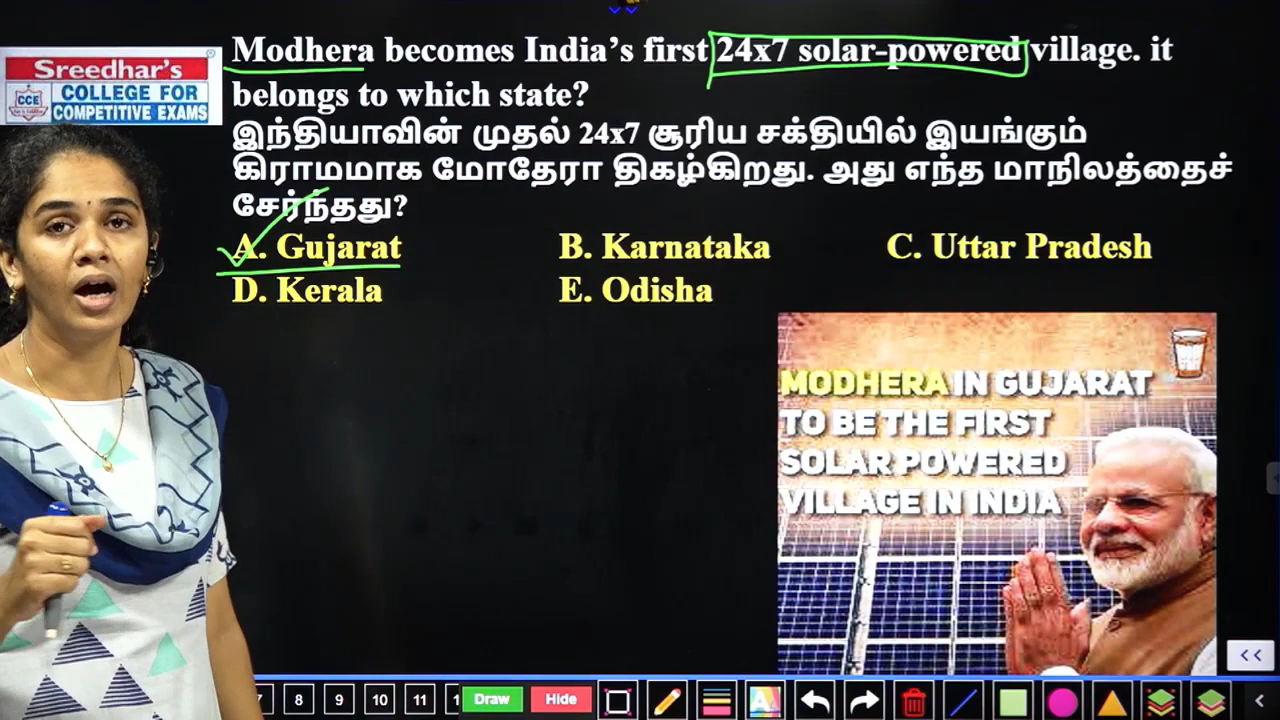 Modhera becomes India’s first 24x7 solar-powered village. it
belongs to which state?
இந்தியாவின் முதல் 24x7 சூரிய சக்தியில் இயங்கும்
கிராமமாக மோதேரா திகழ்கிறது. அது எந்த மாநிலத்தைச்
சேர்ந்தது?
A. Gujarat B. Karnataka C. Uttar Pradesh
D. Kerala E. Odisha
Sreedhar's
CCE
COLLEGE FOR
COMPETITIVE EXAMS
MODHERA IN GUJARAT
TO BE THE FIRST
SOLAR POWERED
VILLAGE IN INDIA
<<
7 8 9 10 11 1 Draw Hide A <